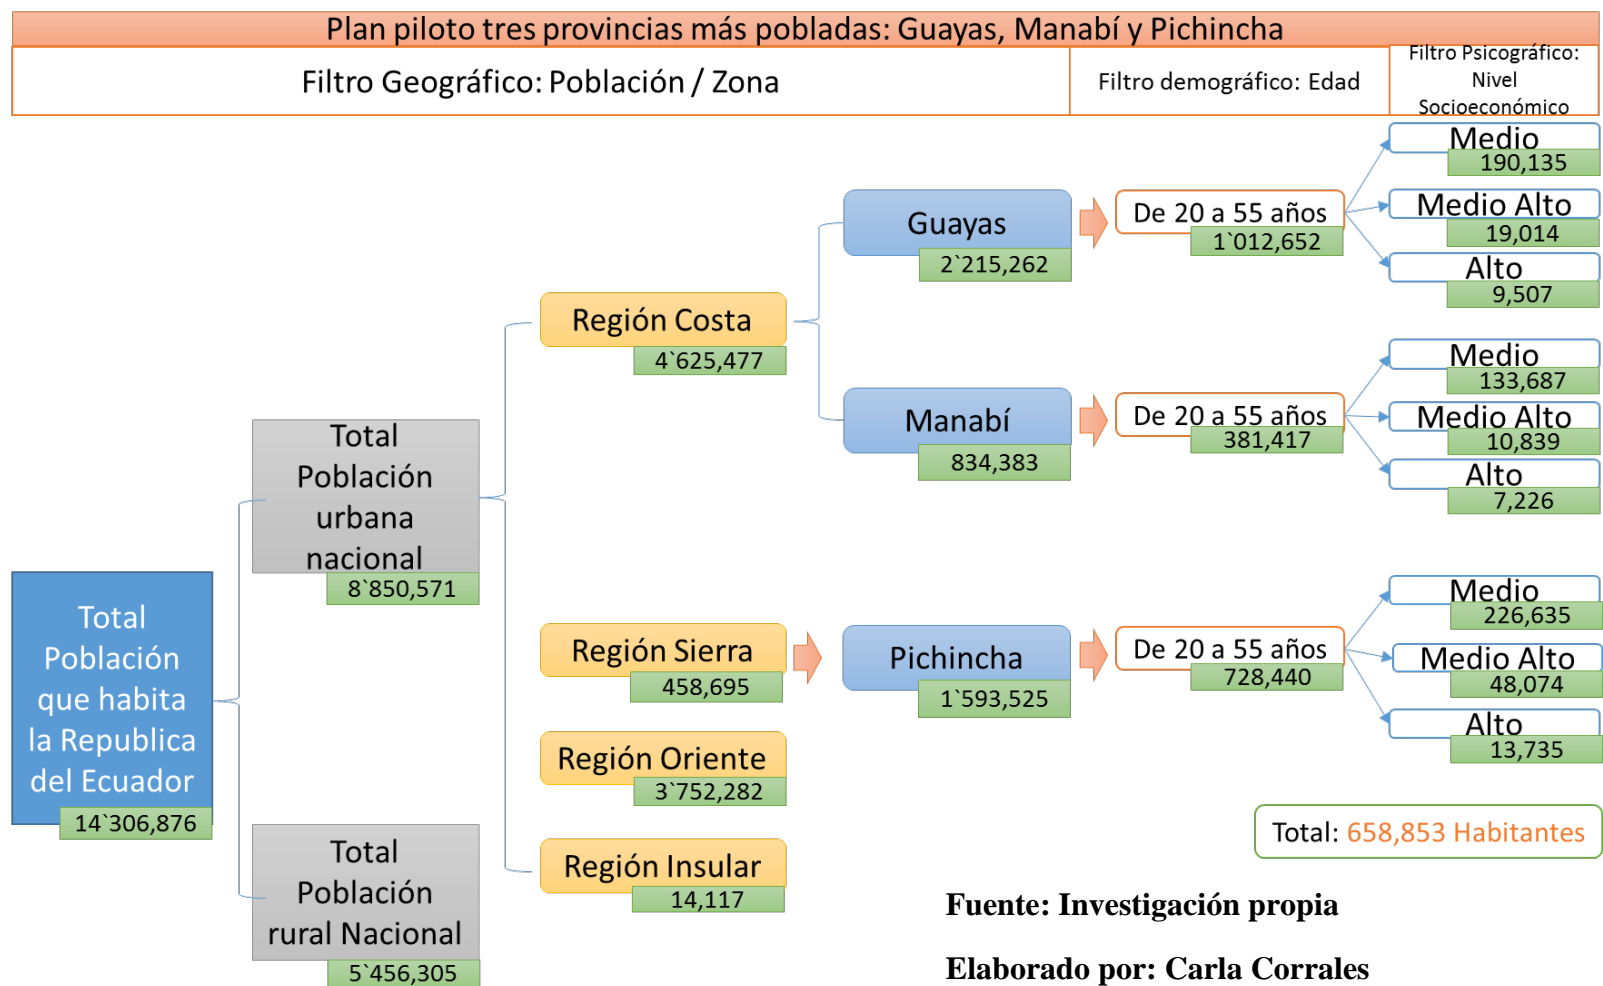 Plan piloto tres provincias más pobladas: Guayas, Manabí y Pichincha
Filtro Geográfico: Población / Zona
Filtro demográfico: Edad
Filtro Psicográfico:
Nivel
Socioeconómico
Total
Población
que habita
la Republica
del Ecuador
14`306,876
Total
Población
urbana
nacional
8`850,571
Total
Población
rural Nacional
5`456,305
Región Costa
4`625,477
Región Sierra
458,695
Región Oriente
3`752,282
Región Insular
14,117
Guayas
2`215,262
De 20 a 55 años
1`012,652
Medio
190,135
Medio Alto
19,014
Alto
9,507
Manabí
834,383
De 20 a 55 años
381,417
Medio
133,687
Medio Alto
10,839
Alto
7,226
Pichincha
1`593,525
De 20 a 55 años
728,440
Medio
226,635
Medio Alto
48,074
Alto
13,735
Total: 658,853 Habitantes
Fuente: Investigación propia
Elaborado por: Carla Corrales